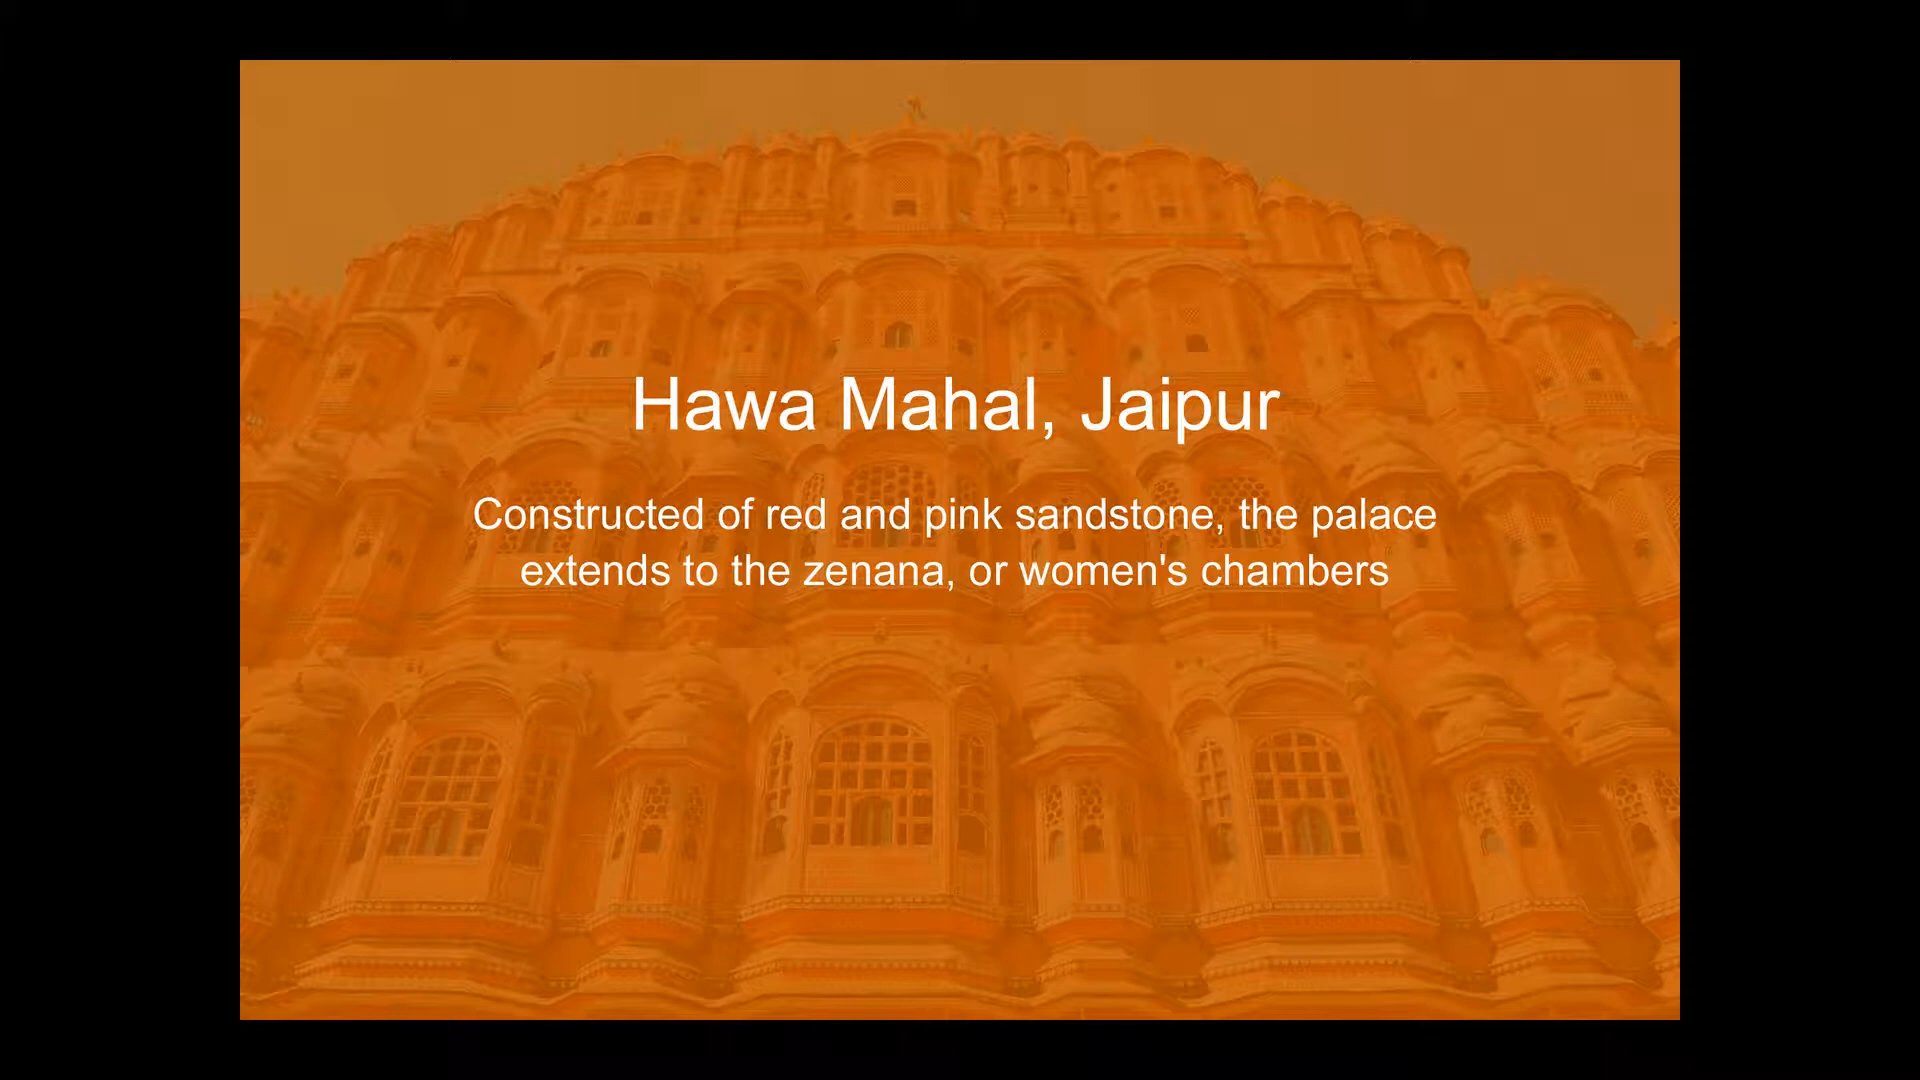 Hawa Mahal, Jaipur
Constructed of red and pink sandstone, the palace
extends to the zenana, or women's chambers